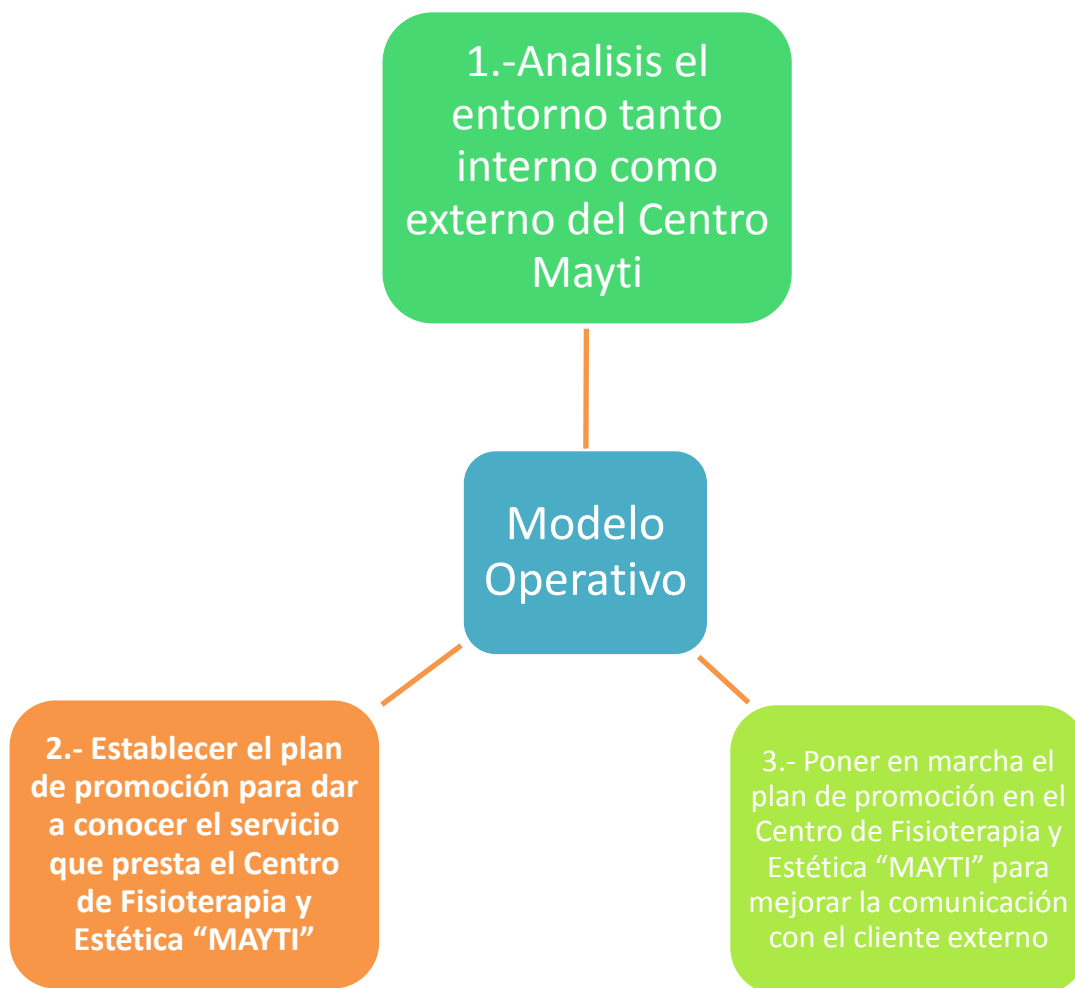 1.-Analisis el
entorno tanto
interno como
externo del Centro
Mayti
Modelo
Operativo
2.- Establecer el plan
de promoción para dar
a conocer el servicio
que presta el Centro
de Fisioterapia y
Estética “MAYTI”
3.- Poner en marcha el
plan de promoción en el
Centro de Fisioterapia y
Estética “MAYTI” para
mejorar la comunicación
con el cliente externo